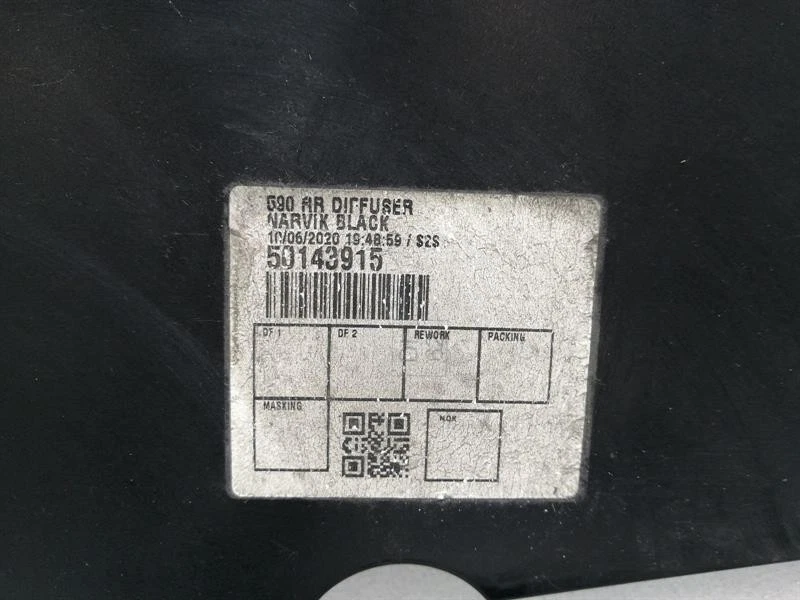 590 RR DIFFUSER
NARVIK BLACK
10/06/2020 19:48:59 / S2S
50143915
DF 1
DF 2
REWORK
PACKING
MASKING
NOK